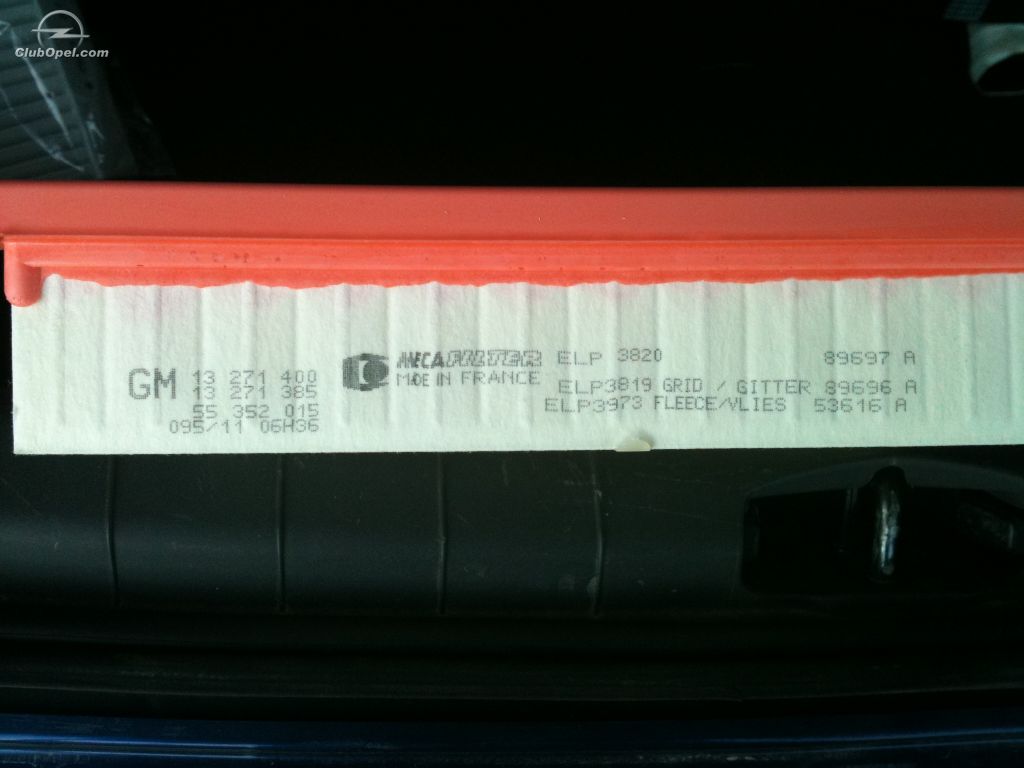 ClubOpel.com
GM 13 271 400
13 271 385
55 352 015
095/11 06H36
MECAFILTER
MADE IN FRANCE
ELP 3820 89697 A
ELP3819 GRID / GITTER 89696 A
ELP3973 FLEECE/VLIES 53616 A